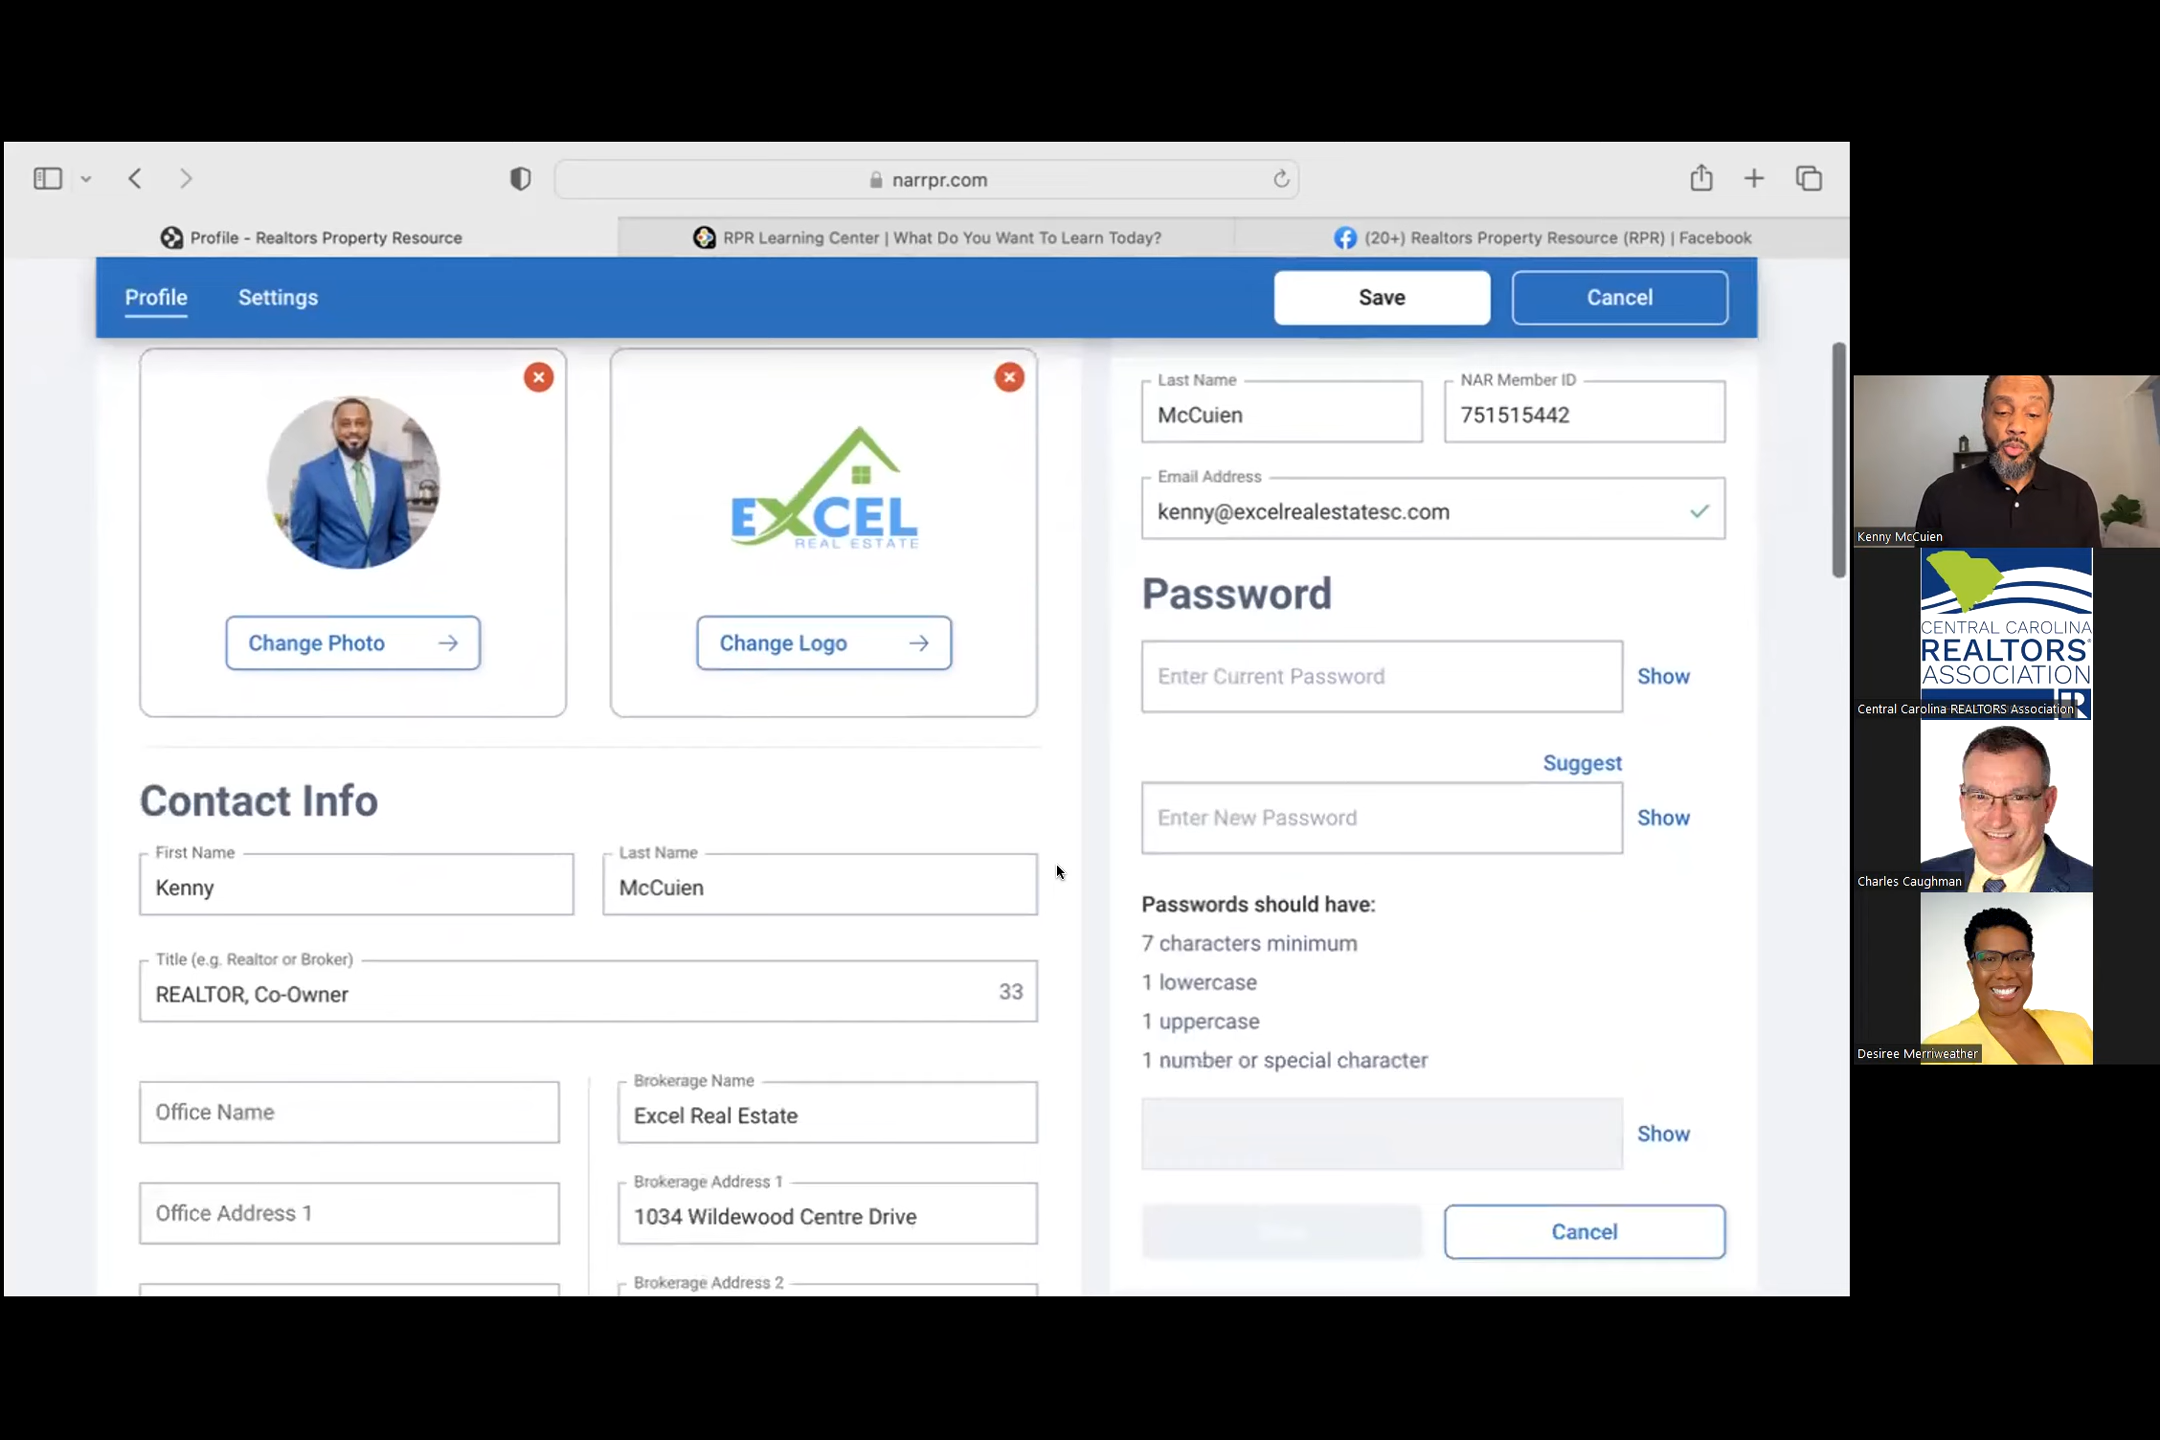 narrpr.com
Profile - Realtors Property Resource
RPR Learning Center | What Do You Want To Learn Today?
(20+) Realtors Property Resource (RPR) | Facebook
Profile
Settings
Save
Cancel
EXCEL
REAL ESTATE
Change Photo
Change Logo
Contact Info
First Name
Kenny
Last Name
McCuien
Title (e.g. Realtor or Broker)
REALTOR, Co-Owner
33
Office Name
Brokerage Name
Excel Real Estate
Office Address 1
Brokerage Address 1
1034 Wildewood Centre Drive
Brokerage Address 2
Last Name
McCuien
NAR Member ID
751515442
Email Address
kenny@excelrealestatesc.com
Password
Enter Current Password
Show
Suggest
Enter New Password
Show
Passwords should have:
7 characters minimum
1 lowercase
1 uppercase
1 number or special character
Show
Cancel
Kenny McCuien
CENTRAL CAROLINA
REALTORS®
ASSOCIATION
Central Carolina REALTORS Association
Charles Caughman
Desiree Merriweather